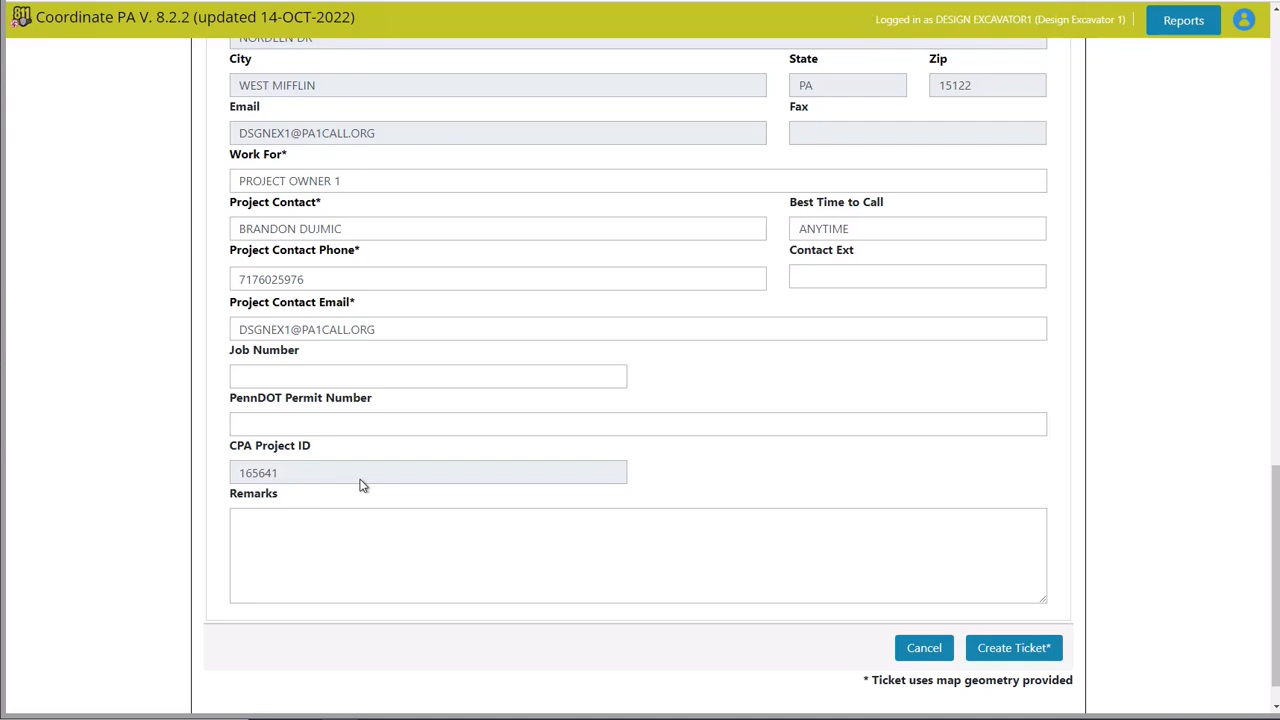 811
Coordinate PA V. 8.2.2 (updated 14-OCT-2022)
Logged in as DESIGN EXCAVATOR1 (Design Excavator 1)
Reports
NORDEEN DR
City
State
Zip
WEST MIFFLIN
PA
15122
Email
Fax
DSGNEX1@PA1CALL.ORG
Work For*
PROJECT OWNER 1
Project Contact*
Best Time to Call
BRANDON DUJMIC
ANYTIME
Project Contact Phone*
Contact Ext
7176025976
Project Contact Email*
DSGNEX1@PA1CALL.ORG
Job Number
PennDOT Permit Number
CPA Project ID
165641
Remarks
Cancel
Create Ticket*
* Ticket uses map geometry provided